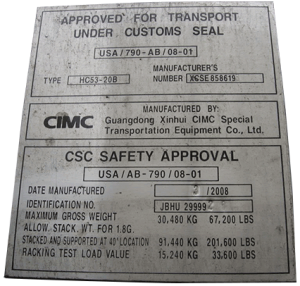 APPROVED FOR TRANSPORT
UNDER CUSTOMS SEAL
USA/790-AB/08-01
TYPE HC53-20B MANUFACTURER'S NUMBER XGSE858619
CIMC
MANUFACTURED BY:
Guangdong Xinhui CIMC Special
Transportation Equipment Co., Ltd.
CSC SAFETY APPROVAL
USA/AB-790/08-01
DATE MANUFACTURED 3/2008
IDENTIFICATION NO. JBHU 29999
MAXIMUM GROSS WEIGHT 30,480 KG 67,200 LBS
ALLOW. STACK. WT. FOR 1.8G.
STACKED AND SUPPORTED AT 40' LOCATION 91,440 KG 201,600 LBS
RACKING TEST LOAD VALUE 15,240 KG 33,600 LBS